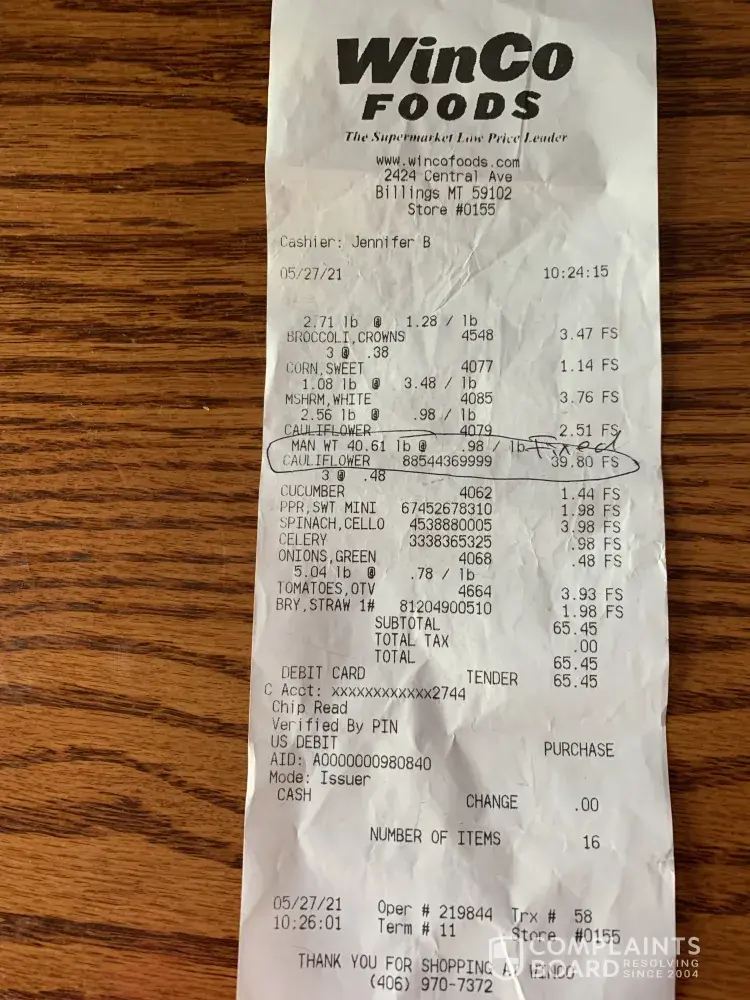 WinCo
FOODS
The Supermarket Low Price Leader
www.wincofoods.com
2424 Central Ave
Billings MT 59102
Store #0155
Cashier: Jennifer B
05/27/21 10:24:15
2.71 lb @ 1.28 / lb
BROCCOLI,CROWNS 4548 3.47 FS
3 @ .38
CORN,SWEET 4077 1.14 FS
1.08 lb @ 3.48 / lb
MSHRM,WHITE 4085 3.76 FS
2.56 lb @ .98 / lb
CAULIFLOWER 4079 2.51 FS
MAN WT 40.61 lb @ .98 / lb Fixed
CAULIFLOWER 88544369999 39.80 FS
3 @ .48
CUCUMBER 4062 1.44 FS
PPR,SWT MINI 67452678310 1.98 FS
SPINACH,CELLO 4538880005 3.98 FS
CELERY 3338365325 .98 FS
ONIONS,GREEN 4068 .48 FS
5.04 lb @ .78 / lb
TOMATOES,OTV 4664 3.93 FS
BRY,STRAW 1# 81204900510 1.98 FS
SUBTOTAL 65.45
TOTAL TAX .00
TOTAL 65.45
DEBIT CARD TENDER 65.45
C Acct: xxxxxxxxxxxx2744
Chip Read
Verified By PIN
US DEBIT PURCHASE
AID: A0000000980840
Mode: Issuer
CASH CHANGE .00
NUMBER OF ITEMS 16
05/27/21 Oper # 219844 Trx # 58
10:26:01 Term # 11 Store #0155
THANK YOU FOR SHOPPING AT WINCO
(406) 970-7372
COMPLAINTS
BOARD RESOLVING
SINCE 2004